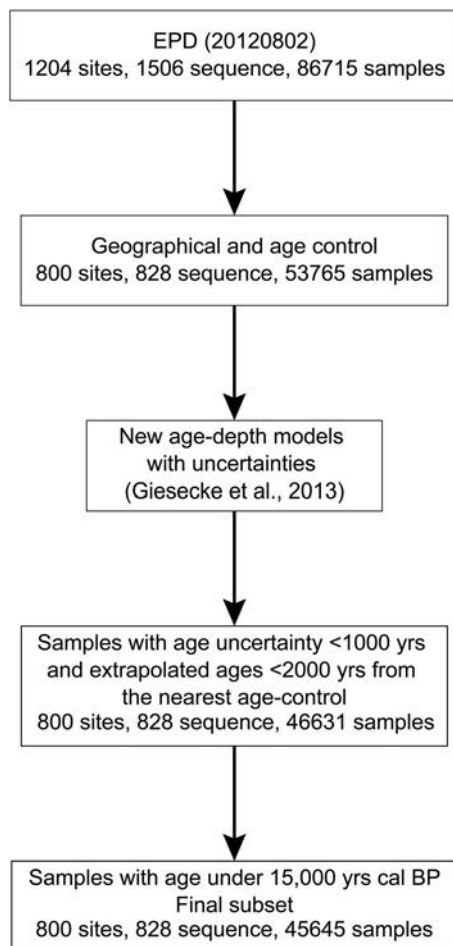 EPD (20120802)
1204 sites, 1506 sequence, 86715 samples
Geographical and age control
800 sites, 828 sequence, 53765 samples
New age-depth models
with uncertainties
(Giesecke et al., 2013)
Samples with age uncertainty <1000 yrs
and extrapolated ages <2000 yrs from
the nearest age-control
800 sites, 828 sequence, 46631 samples
Samples with age under 15,000 yrs cal BP
Final subset
800 sites, 828 sequence, 45645 samples